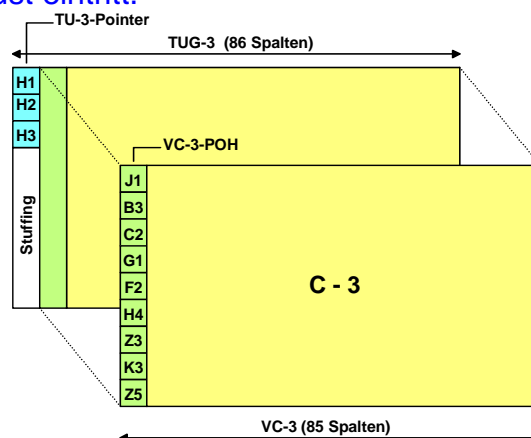 eintritt.
TU-3-Pointer
TUG-3 (86 Spalten)
H1
H2
H3
Stuffing
VC-3-POH
J1
B3
C2
G1
F2
H4
Z3
K3
Z5
C - 3
VC-3 (85 Spalten)